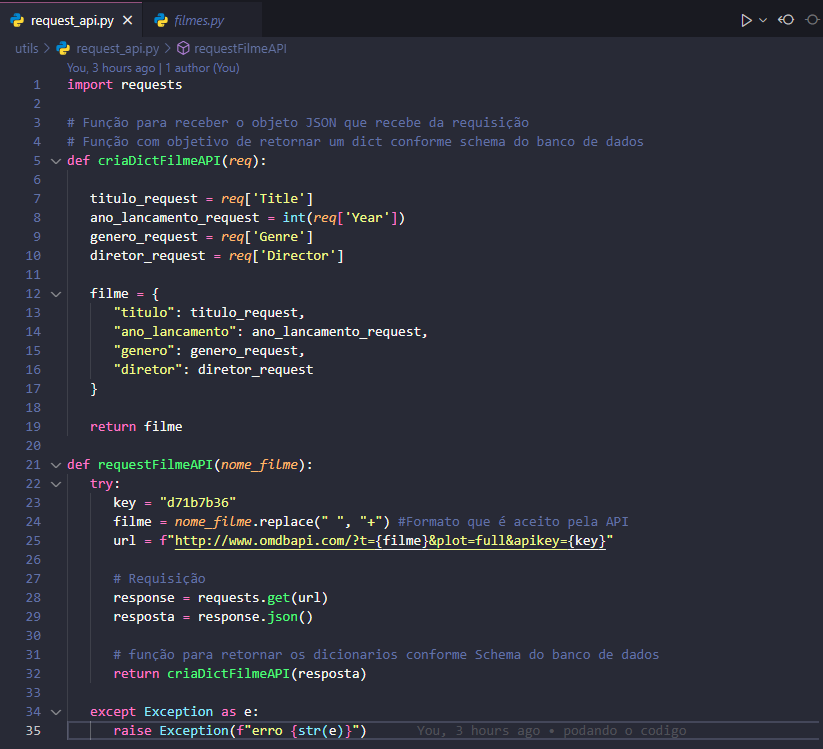 request_api.py
filmes.py
utils > request_api.py > requestFilmeAPI
You, 3 hours ago | 1 author (You)
1 import requests
2
3 # Função para receber o objeto JSON que recebe da requisição
4 # Função com objetivo de retornar um dict conforme schema do banco de dados
5 def criaDictFilmeAPI(req):
6
7 titulo_request = req['Title']
8 ano_lancamento_request = int(req['Year'])
9 genero_request = req['Genre']
10 diretor_request = req['Director']
11
12 filme = {
13 "titulo": titulo_request,
14 "ano_lancamento": ano_lancamento_request,
15 "genero": genero_request,
16 "diretor": diretor_request
17 }
18
19 return filme
20
21 def requestFilmeAPI(nome_filme):
22 try:
23 key = "d71b7b36"
24 filme = nome_filme.replace(" ", "+") #Formato que é aceito pela API
25 url = f"http://www.omdbapi.com/?t={filme}&plot=full&apikey={key}"
26
27 # Requisição
28 response = requests.get(url)
29 resposta = response.json()
30
31 # função para retornar os dicionarios conforme Schema do banco de dados
32 return criaDictFilmeAPI(resposta)
33
34 except Exception as e:
35 raise Exception(f"erro {str(e)}") You, 3 hours ago • podando o codigo